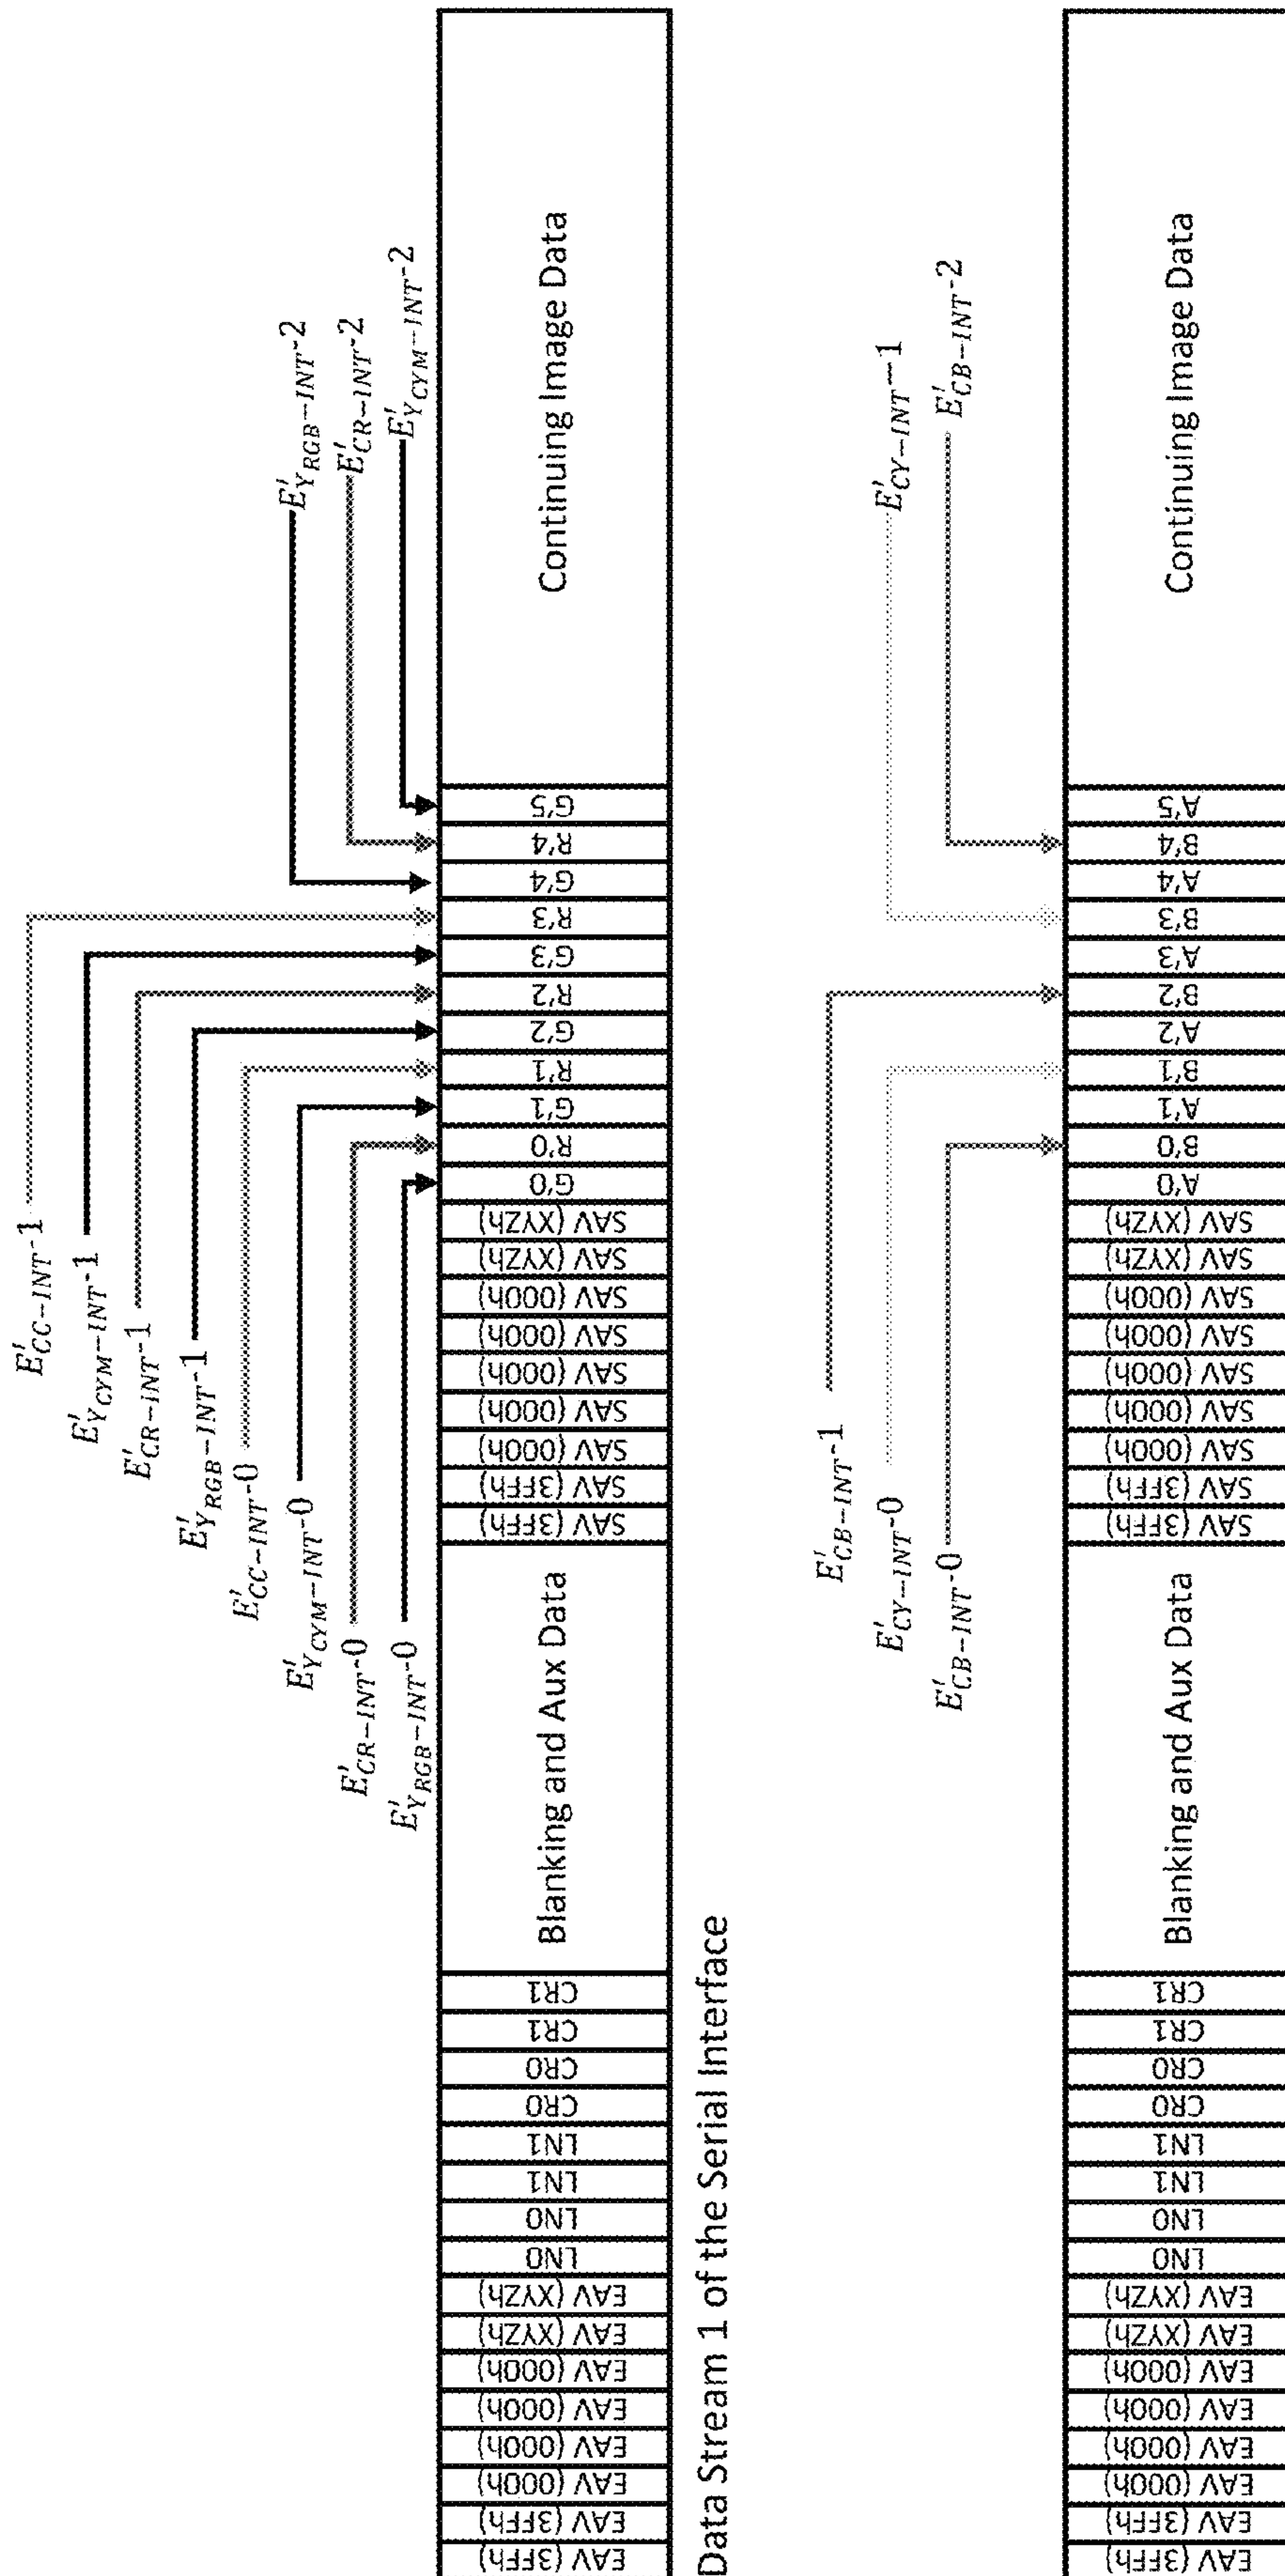 E'CC-INT-1
E'YCYM-INT-1
E'CR-INT-1
E'YRGB-INT-1
E'CC-INT-0
E'YCYM-INT-0
E'CR-INT-0
E'YRGB-INT-0
E'YRGB-INT-2
E'CR-INT-2
E'YCYM-INT-2
EAV (3FFh)
EAV (3FFh)
EAV (000h)
EAV (000h)
EAV (000h)
EAV (000h)
EAV (XYZh)
EAV (XYZh)
LN0
LN0
LN1
LN1
CR0
CR0
CR1
CR1
Blanking and Aux Data
SAV (3FFh)
SAV (3FFh)
SAV (000h)
SAV (000h)
SAV (000h)
SAV (000h)
SAV (000h)
SAV (XYZh)
SAV (XYZh)
G'0
R'0
G'1
R'1
G'2
R'2
G'3
R'3
G'4
R'4
G'5
Continuing Image Data
Data Stream 1 of the Serial Interface
E'CB-INT-1
E'CY-INT-0
E'CB-INT-0
E'CY-INT--1
E'CB-INT-2
EAV (3FFh)
EAV (3FFh)
EAV (000h)
EAV (000h)
EAV (000h)
EAV (000h)
EAV (XYZh)
EAV (XYZh)
LN0
LN0
LN1
LN1
CR0
CR0
CR1
CR1
Blanking and Aux Data
SAV (3FFh)
SAV (3FFh)
SAV (000h)
SAV (000h)
SAV (000h)
SAV (000h)
SAV (000h)
SAV (XYZh)
SAV (XYZh)
A'0
B'0
A'1
B'1
A'2
B'2
A'3
B'3
A'4
B'4
A'5
Continuing Image Data